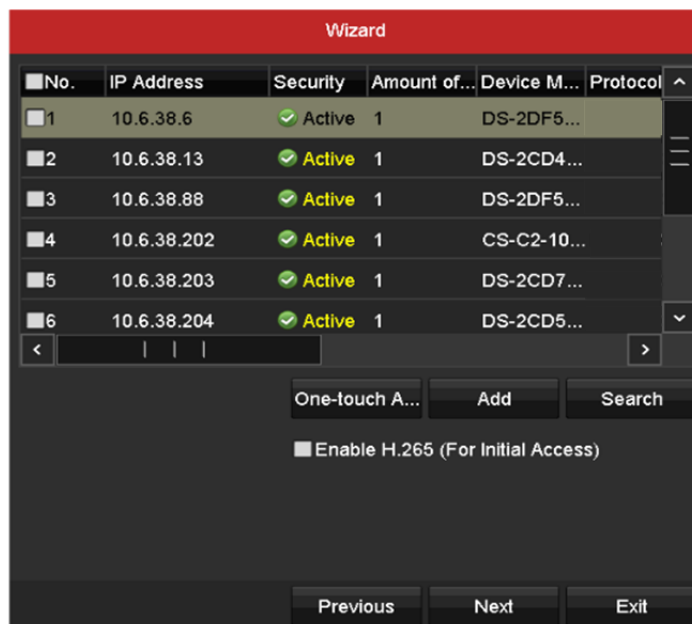 Wizard
No. IP Address Security Amount of... Device M... Protocol
1 10.6.38.6 Active 1 DS-2DF5...
2 10.6.38.13 Active 1 DS-2CD4...
3 10.6.38.88 Active 1 DS-2DF5...
4 10.6.38.202 Active 1 CS-C2-10...
5 10.6.38.203 Active 1 DS-2CD7...
6 10.6.38.204 Active 1 DS-2CD5...
One-touch A... Add Search
Enable H.265 (For Initial Access)
Previous Next Exit